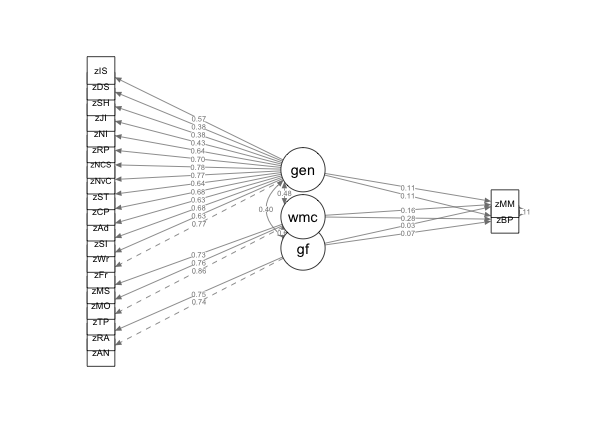 zIS
zDS
zSH
zJI
zNI
zRP
zNCS
zNvC
zST
zCP
zAd
zSI
zWr
zFr
zMS
zMO
zTP
zRA
zAN
0.57
0.38
0.38
0.43
0.64
0.70
0.78
0.77
0.64
0.68
0.63
0.68
0.63
0.77
0.73
0.76
0.86
0.75
0.74
gen
wmc
gf
0.48
0.40
0.11
0.11
0.16
0.28
0.03
0.07
zMM
zBP